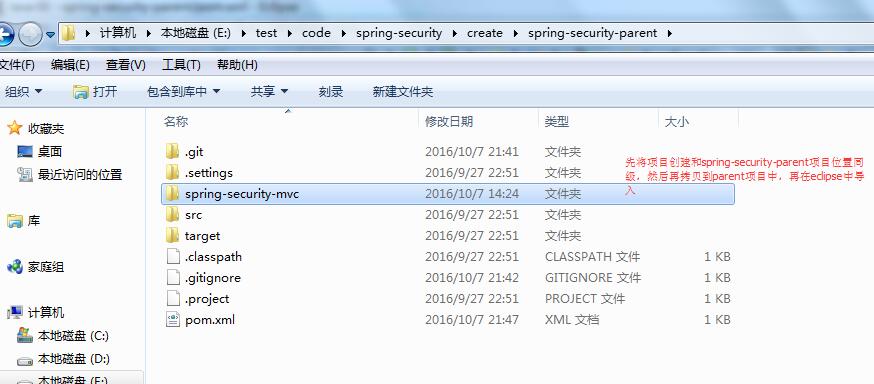 计算机 ▸ 本地磁盘 (E:) ▸ test ▸ code ▸ spring-security ▸ create ▸ spring-security-parent ▸
文件(F) 编辑(E) 查看(V) 工具(T) 帮助(H)
组织 打开 包含到库中 共享 刻录 新建文件夹
名称 修改日期 类型 大小
收藏夹
桌面
最近访问的位置
库
家庭组
计算机
本地磁盘 (C:)
本地磁盘 (D:)
本地磁盘 (E:)
.git 2016/10/7 21:41 文件夹
.settings 2016/9/27 22:51 文件夹
spring-security-mvc 2016/10/7 14:24 文件夹
src 2016/9/27 22:51 文件夹
target 2016/9/27 22:51 文件夹
.classpath 2016/9/27 22:51 CLASSPATH 文件 1 KB
.gitignore 2016/10/7 21:42 GITIGNORE 文件 1 KB
.project 2016/9/27 22:51 PROJECT 文件 1 KB
pom.xml 2016/10/7 21:47 XML 文档 1 KB
先将项目创建和spring-security-parent项目位置同
级，然后再拷贝到parent项目中，再在eclipse中导
入